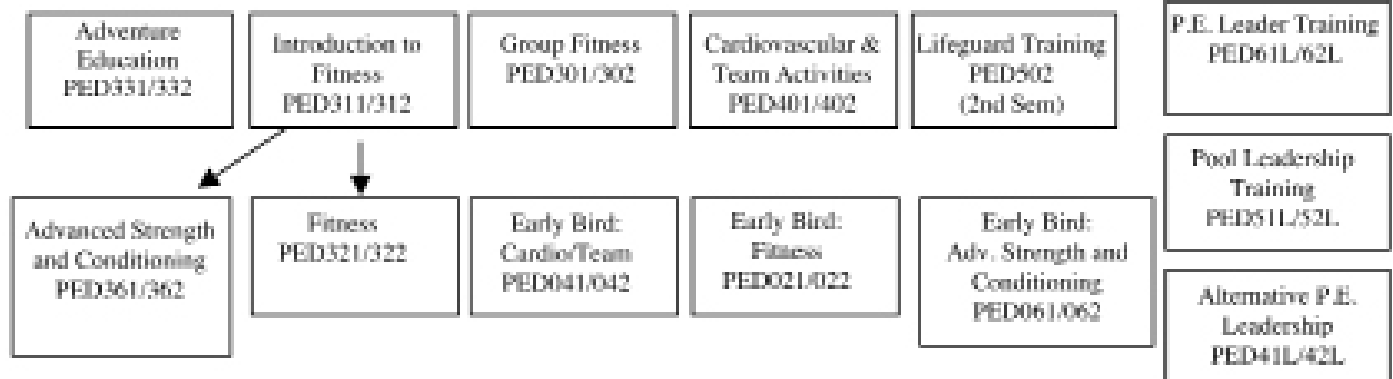 Adventure
Education
PED331/332
Introduction to
Fitness
PED311/312
Group Fitness
PED301/302
Cardiovascular &
Team Activities
PED401/402
Lifeguard Training
PED502
(2nd Sem)
P.E. Leader Training
PED61L/62L
Pool Leadership
Training
PED51L/52L
Advanced Strength
and Conditioning
PED361/362
Fitness
PED321/322
Early Bird:
Cardio/Team
PED041/042
Early Bird:
Fitness
PED021/022
Early Bird:
Adv. Strength and
Conditioning
PED061/062
Alternative P.E.
Leadership
PED41L/42L